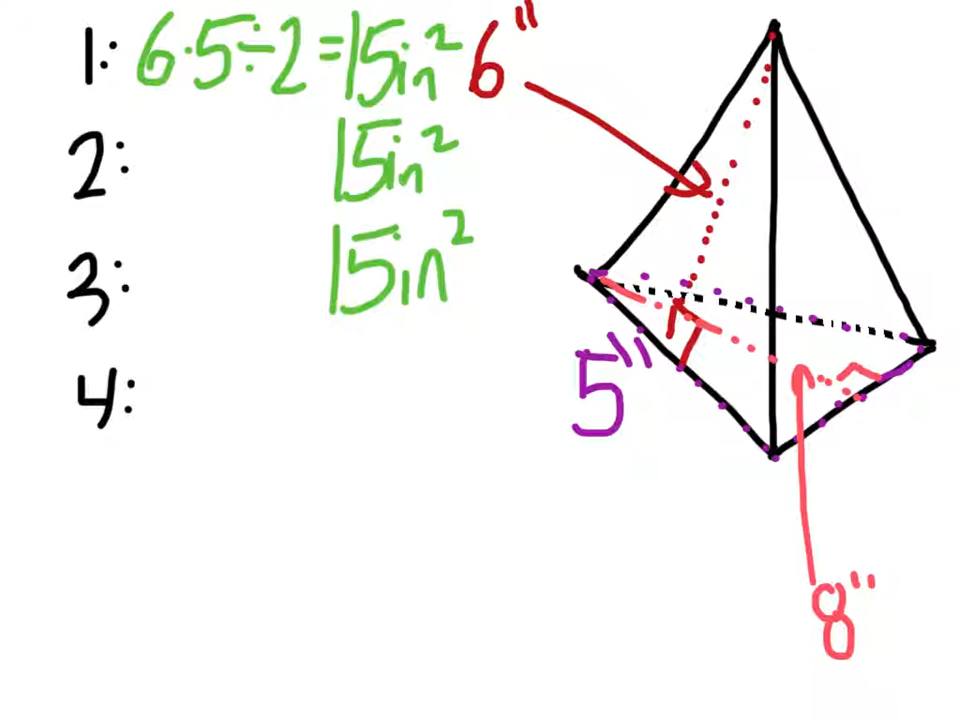 1: 6·5÷2=15in²
2: 15in²
3: 15in²
4:
6"
5"
8"